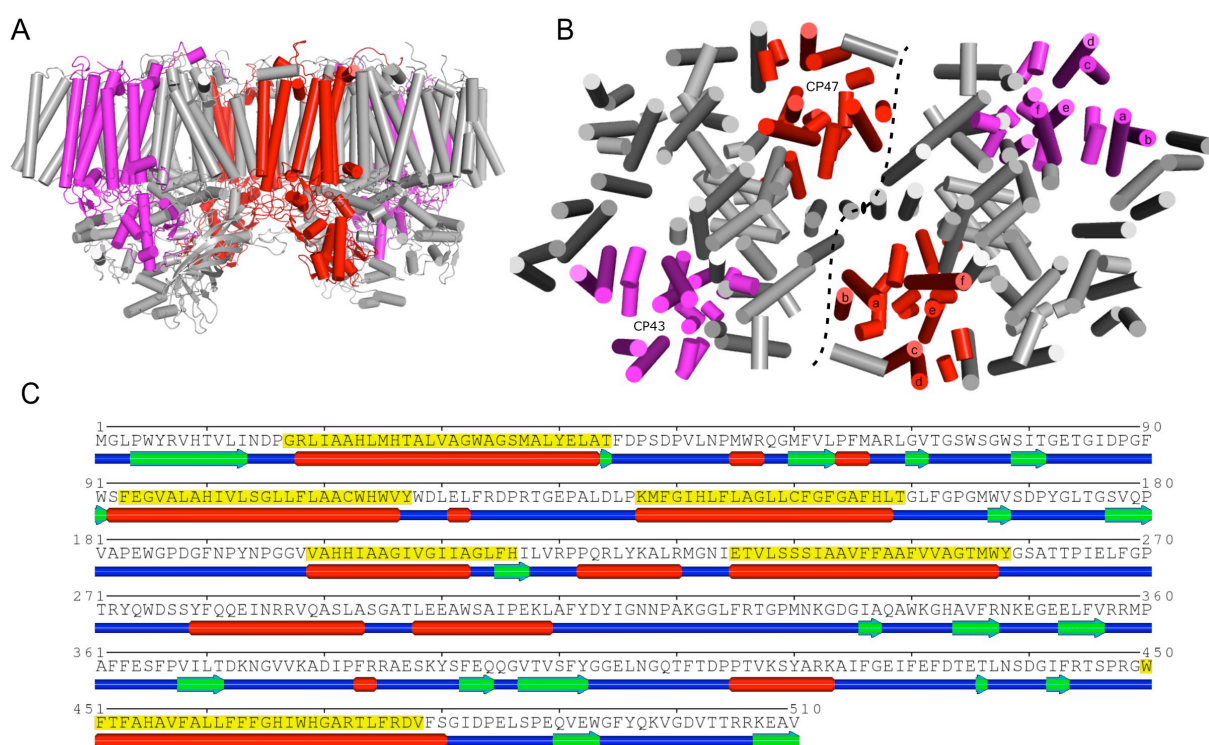 A
B
d
c
CP47
f
e
a
b
b
a
f
e
CP43
c
d
C
1 90
MGLPWYRVHTVLINDPGRLIAAHLMHTALVAGWAGSMALYELATFDPSDPVLNPMWRQGMFVLPFMARLGVTGSWSGWSITGETGIDPGF
91 180
WSFEGVALAHIVLSGLLFLAACWHWVYWDLELFRDPRTGEPALDLPKMFGIHLFLAGLLCFGFGAFHLTGLFGPGMWVSDPYGLTGSVQP
181 270
VAPEWGPDGFNPYNPGGVVAHHIAAGIVGIIAGLFHILVRPPQRLYKALRMGNIETVLSSSIAAVFFAAFVVAGTMWYGSATTPIELFGP
271 360
TRYQWDSSYFQQEINRRVQASLASGATLEEAWSAIPEKLAFYDYIGNNPAKGGLFRTGPMNKGDGIAQAWKGHAVFRNKEGEELFVRRMP
361 450
AFFESFPVILTDKNGVVKADIPFRRAESKYSFEQQGVTVSFYGGELNGQTFTDPPTVKSYARKAIFGEIFEFDTETLNSDGIFRTSPRGW
451 510
FTFAHAVFALLFFFGHIWHGARTLFRDVFSGIDPELSPEQVEWGFYQKVGDVTTRRKEAV